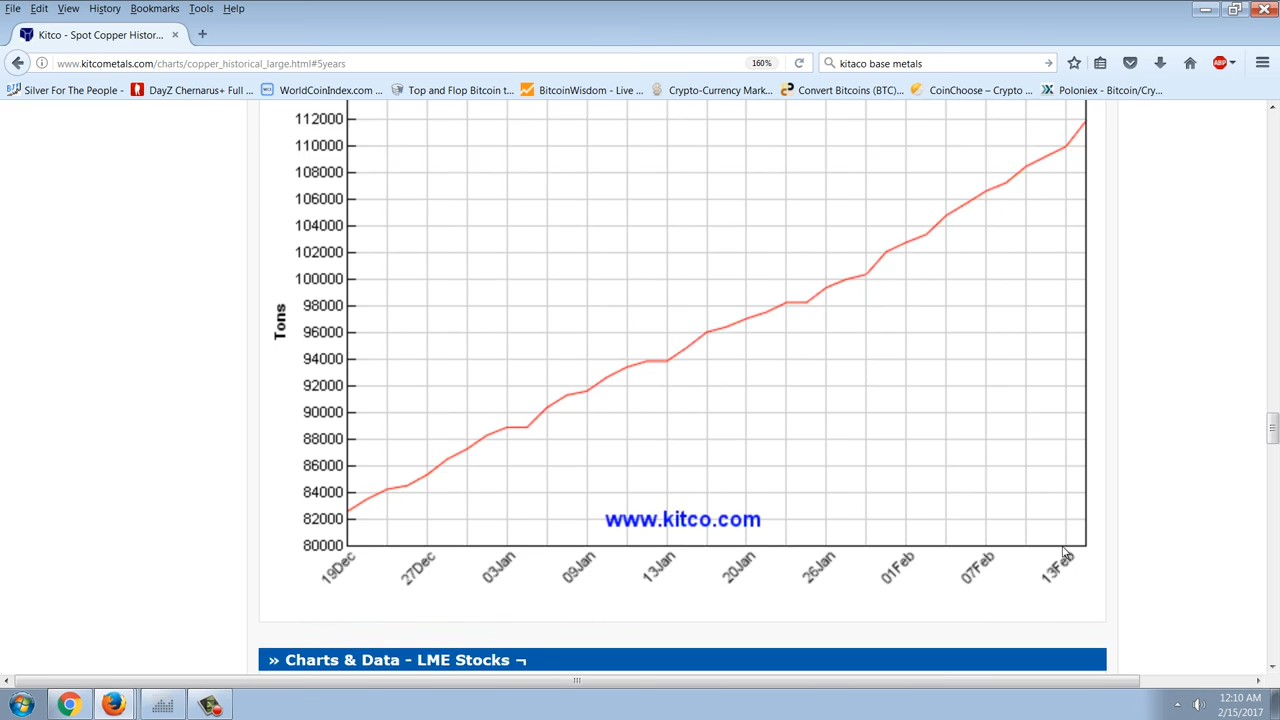 File Edit View History Bookmarks Tools Help
Kitco - Spot Copper Histor...
www.kitcometals.com/charts/copper_historical_large.html#5years
160%
kitaco base metals
ABP
Silver For The People - ...
DayZ Chernarus+ Full ...
WorldCoinIndex.com ...
Top and Flop Bitcoin t...
BitcoinWisdom - Live ...
Crypto-Currency Mark...
Convert Bitcoins (BTC)...
CoinChoose – Crypto ...
Poloniex - Bitcoin/Cry...
112000
110000
108000
106000
104000
102000
100000
98000
96000
94000
92000
90000
88000
86000
84000
82000
80000
Tons
www.kitco.com
19Dec
27Dec
03Jan
09Jan
13Jan
20Jan
26Jan
01Feb
07Feb
13Feb
» Charts & Data - LME Stocks ¬
12:10 AM
2/15/2017